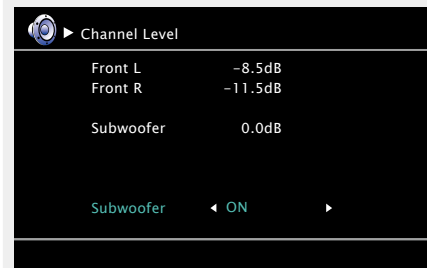 Channel Level
Front L -8.5dB
Front R -11.5dB
Subwoofer 0.0dB
Subwoofer ON